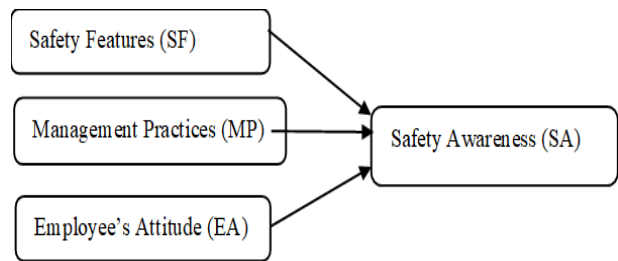 Safety Features (SF)
Management Practices (MP)
Safety Awareness (SA)
Employee’s Attitude (EA)